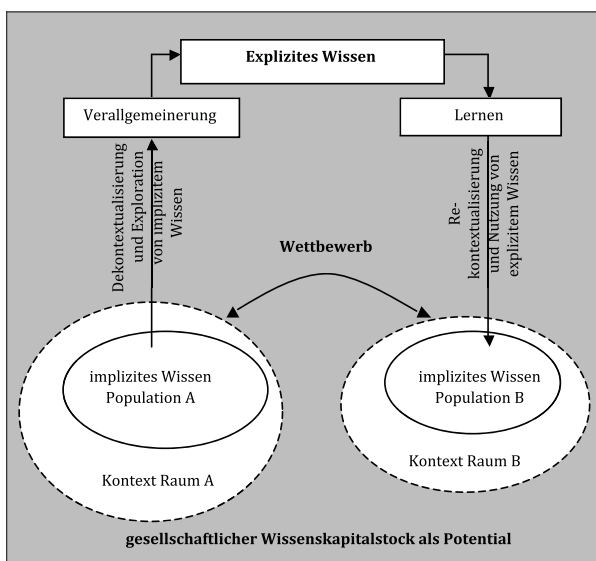 Explizites Wissen
Verallgemeinerung
Lernen
Dekontextualisierung
und Exploration
von implizitem
Wissen
Re-
kontextualisierung
und Nutzung von
explizitem Wissen
Wettbewerb
implizites Wissen
Population A
Kontext Raum A
implizites Wissen
Population B
Kontext Raum B
gesellschaftlicher Wissenskapitalstock als Potential